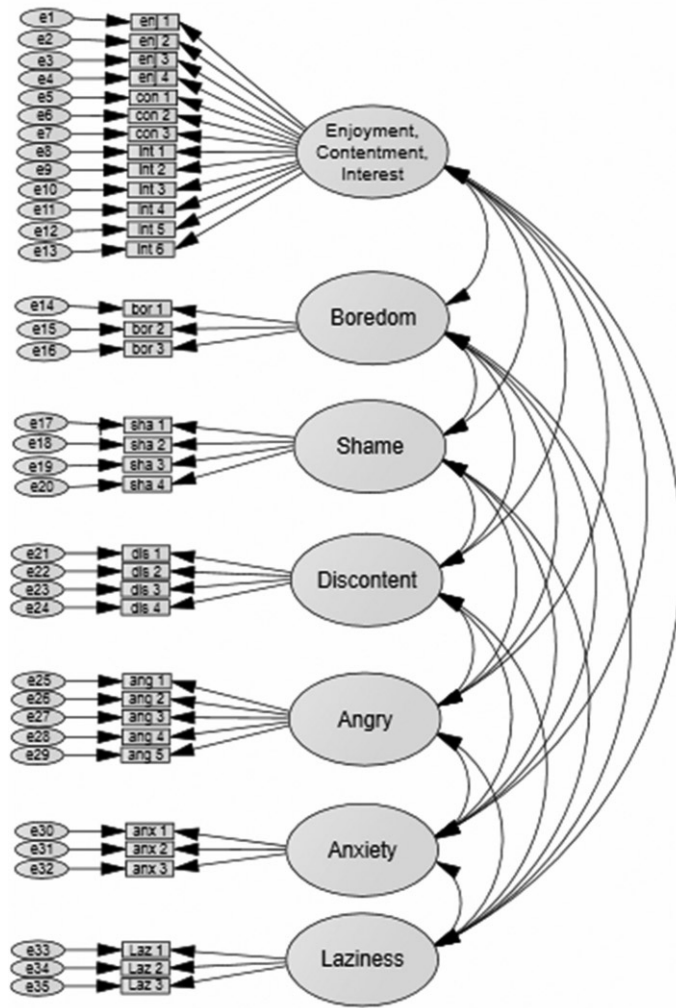 e1 enj 1
e2 enj 2
e3 enj 3
e4 enj 4
e5 con 1
e6 con 2
e7 con 3
e8 Int 1
e9 Int 2
e10 Int 3
e11 Int 4
e12 Int 5
e13 Int 6
Enjoyment,
Contentment,
Interest
e14 bor 1
e15 bor 2
e16 bor 3
Boredom
e17 sha 1
e18 sha 2
e19 sha 3
e20 sha 4
Shame
e21 dis 1
e22 dis 2
e23 dis 3
e24 dis 4
Discontent
e25 ang 1
e26 ang 2
e27 ang 3
e28 ang 4
e29 ang 5
Angry
e30 anx 1
e31 anx 2
e32 anx 3
Anxiety
e33 Laz 1
e34 Laz 2
e35 Laz 3
Laziness